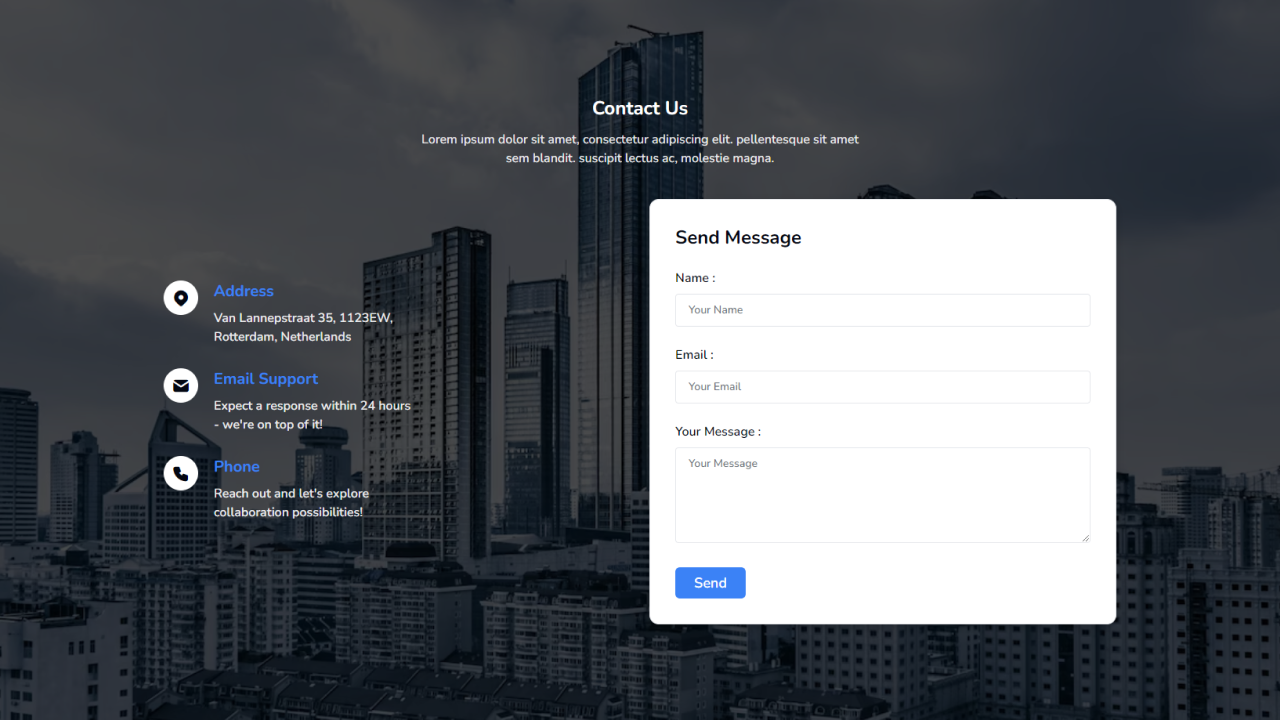 Contact Us
Lorem ipsum dolor sit amet, consectetur adipiscing elit. pellentesque sit amet
sem blandit. suscipit lectus ac, molestie magna.
Address
Van Lannepstraat 35, 1123EW,
Rotterdam, Netherlands
Email Support
Expect a response within 24 hours
- we're on top of it!
Phone
Reach out and let's explore
collaboration possibilities!
Send Message
Name :
Your Name
Email :
Your Email
Your Message :
Your Message
Send